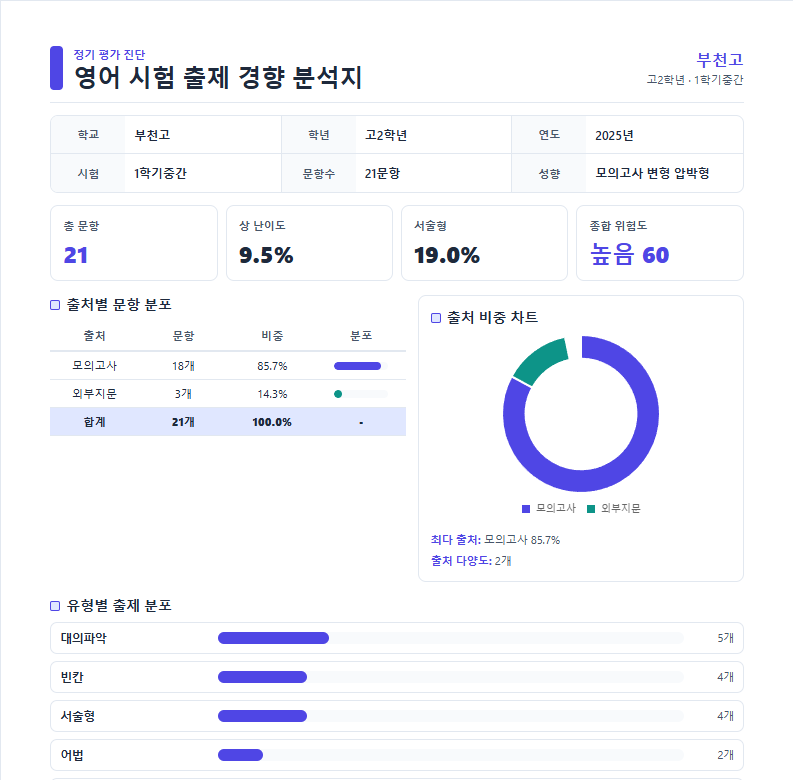 정기 평가 진단
영어 시험 출제 경향 분석지
부천고
고2학년 · 1학기중간
학교 부천고 학년 고2학년 연도 2025년
시험 1학기중간 문항수 21문항 성향 모의고사 변형 압박형
총 문항 상 난이도 서술형 종합 위험도
21 9.5% 19.0% 높음 60
출처별 문항 분포
출처 문항 비중 분포
모의고사 18개 85.7%
외부지문 3개 14.3%
합계 21개 100.0% -
출처 비중 차트
모의고사 외부지문
최다 출처: 모의고사 85.7%
출처 다양도: 2개
유형별 출제 분포
대의파악 5개
빈칸 4개
서술형 4개
어법 2개